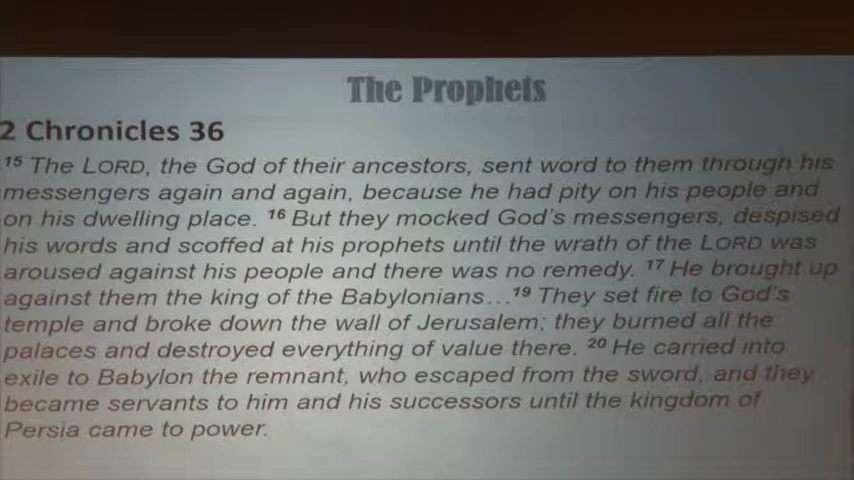 The Prophets
2 Chronicles 36
15 The LORD, the God of their ancestors, sent word to them through his
messengers again and again, because he had pity on his people and
on his dwelling place. 16 But they mocked God's messengers, despised
his words and scoffed at his prophets until the wrath of the LORD was
aroused against his people and there was no remedy. 17 He brought up
against them the king of the Babylonians...19 They set fire to God's
temple and broke down the wall of Jerusalem; they burned all the
palaces and destroyed everything of value there. 20 He carried into
exile to Babylon the remnant, who escaped from the sword, and they
became servants to him and his successors until the kingdom of
Persia came to power.